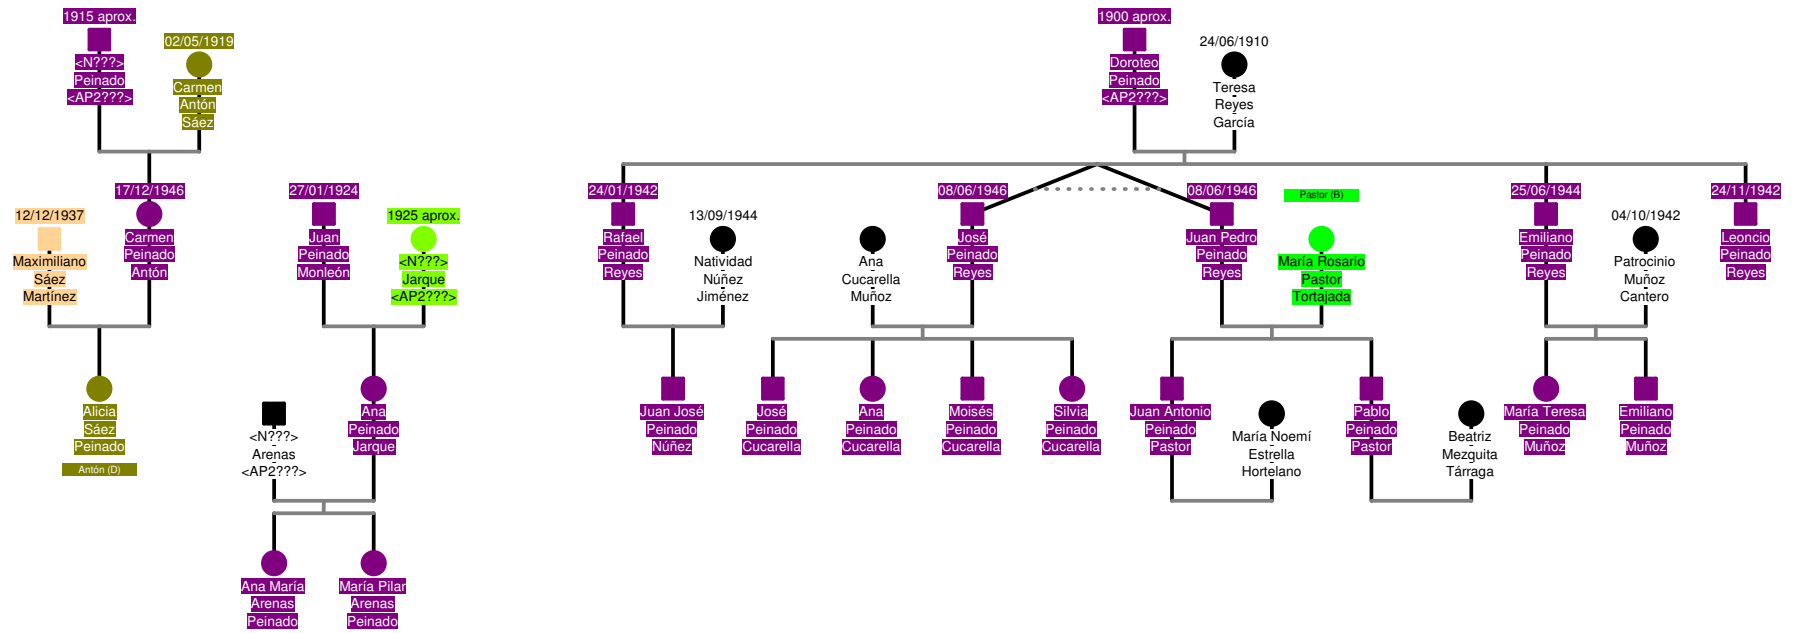 1915 aprox.
<N???>
Peinado
<AP2???>
02/05/1919
Carmen
Antón
Sáez
1900 aprox.
Doroteo
Peinado
<AP2???>
24/06/1910
Teresa
Reyes
García
12/12/1937
Maximiliano
Sáez
Martínez
17/12/1946
Carmen
Peinado
Antón
27/01/1924
Juan
Peinado
Monleón
1925 aprox.
<N???>
Jarque
<AP2???>
24/01/1942
Rafael
Peinado
Reyes
13/09/1944
Natividad
Núñez
Jiménez
Ana
Cucarella
Muñoz
08/06/1946
José
Peinado
Reyes
08/06/1946
Juan Pedro
Peinado
Reyes
Pastor (B)
María Rosario
Pastor
Tortajada
25/06/1944
Emiliano
Peinado
Reyes
04/10/1942
Patrocinio
Muñoz
Cantero
24/11/1942
Leoncio
Peinado
Reyes
Alicia
Sáez
Peinado
Antón (D)
<N???>
Arenas
<AP2???>
Ana
Peinado
Jarque
Juan José
Peinado
Núñez
José
Peinado
Cucarella
Ana
Peinado
Cucarella
Moisés
Peinado
Cucarella
Silvia
Peinado
Cucarella
Juan Antonio
Peinado
Pastor
María Noemí
Estrella
Hortelano
Pablo
Peinado
Pastor
Beatriz
Mezguita
Tárraga
María Teresa
Peinado
Muñoz
Emiliano
Peinado
Muñoz
Ana María
Arenas
Peinado
María Pilar
Arenas
Peinado